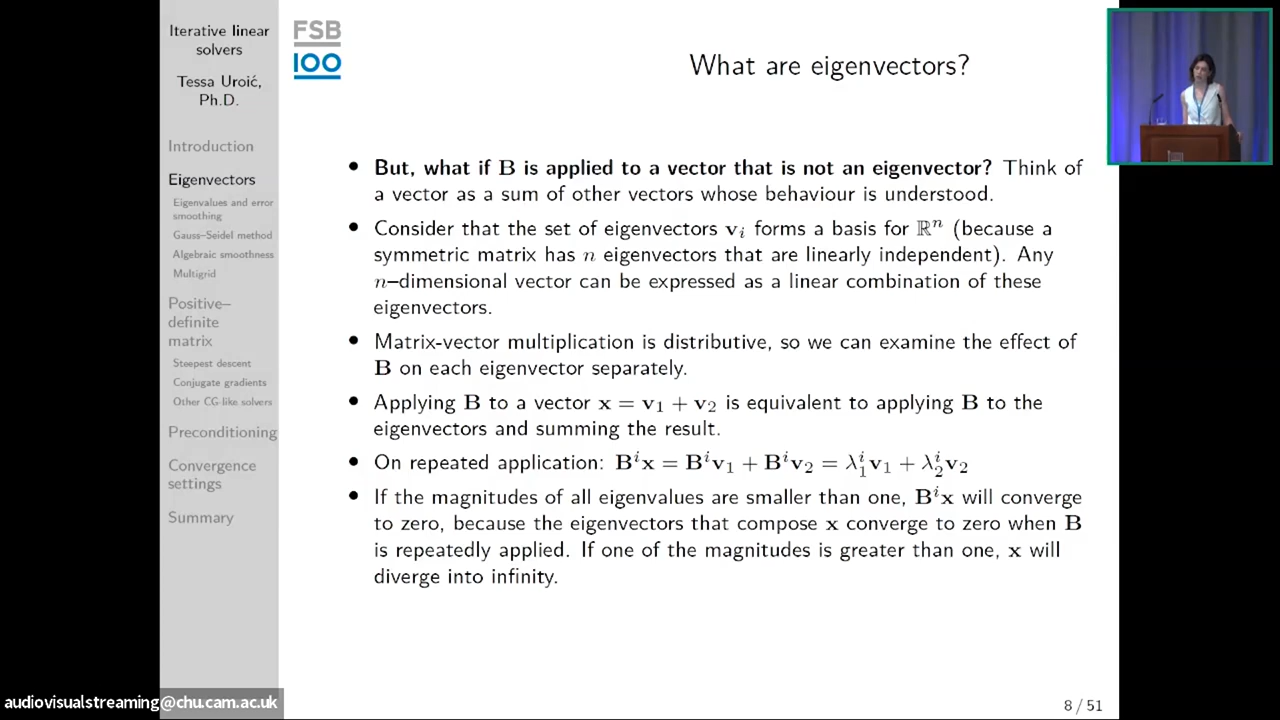 Iterative linear
solvers
Tessa Uroić,
Ph.D.
Introduction
Eigenvectors
Eigenvalues and error
smoothing
Gauss–Seidel method
Algebraic smoothness
Multigrid
Positive–
definite
matrix
Steepest descent
Conjugate gradients
Other CG-like solvers
Preconditioning
Convergence
settings
Summary
FSB
100
What are eigenvectors?
• But, what if B is applied to a vector that is not an eigenvector? Think of
a vector as a sum of other vectors whose behaviour is understood.
• Consider that the set of eigenvectors vᵢ forms a basis for ℝⁿ (because a
symmetric matrix has n eigenvectors that are linearly independent). Any
n–dimensional vector can be expressed as a linear combination of these
eigenvectors.
• Matrix-vector multiplication is distributive, so we can examine the effect of
B on each eigenvector separately.
• Applying B to a vector x = v₁ + v₂ is equivalent to applying B to the
eigenvectors and summing the result.
• On repeated application: Bⁱx = Bⁱv₁ + Bⁱv₂ = λ₁ⁱv₁ + λ₂ⁱv₂
• If the magnitudes of all eigenvalues are smaller than one, Bⁱx will converge
to zero, because the eigenvectors that compose x converge to zero when B
is repeatedly applied. If one of the magnitudes is greater than one, x will
diverge into infinity.
audiovisualstreaming@chu.cam.ac.uk
8 / 51